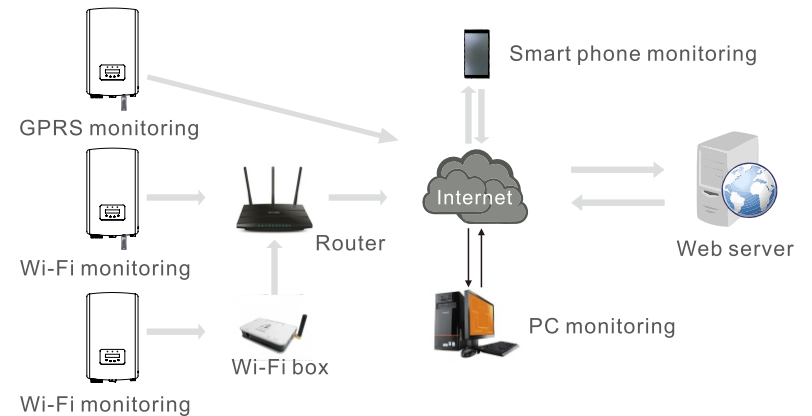 Smart phone monitoring
GPRS monitoring
Internet
Router
Web server
Wi-Fi monitoring
PC monitoring
Wi-Fi box
Wi-Fi monitoring